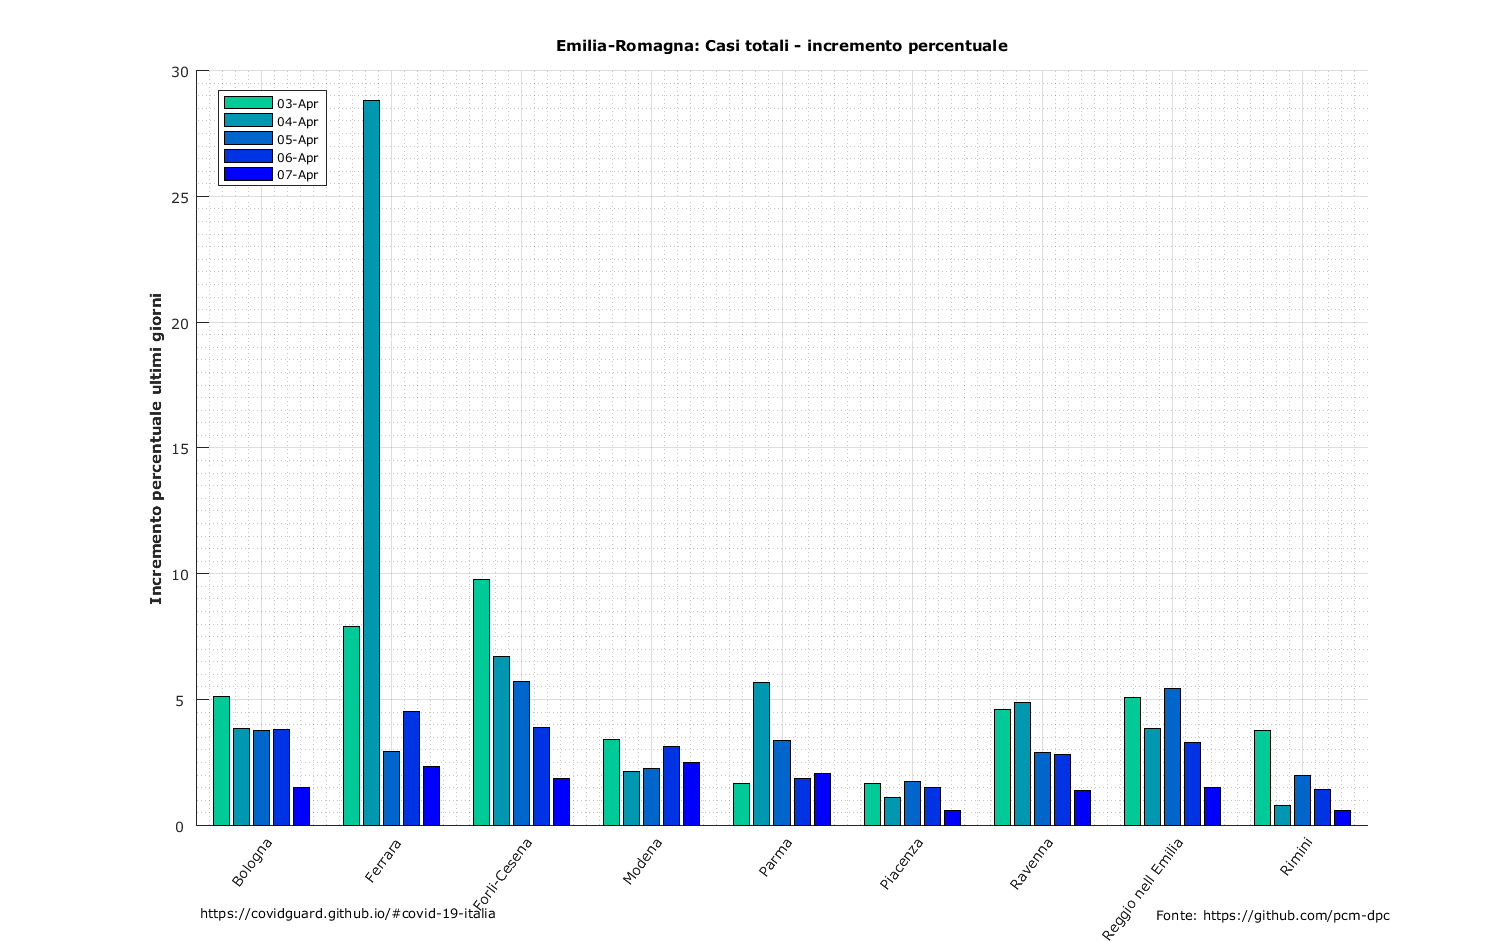 Emilia-Romagna: Casi totali - incremento percentuale
Incremento percentuale ultimi giorni
30
25
20
15
10
5
0
03-Apr
04-Apr
05-Apr
06-Apr
07-Apr
Bologna
Ferrara
Forlì-Cesena
Modena
Parma
Piacenza
Ravenna
Reggio nell Emilia
Rimini
https://covidguard.github.io/#covid-19-italia
Fonte: https://github.com/pcm-dpc